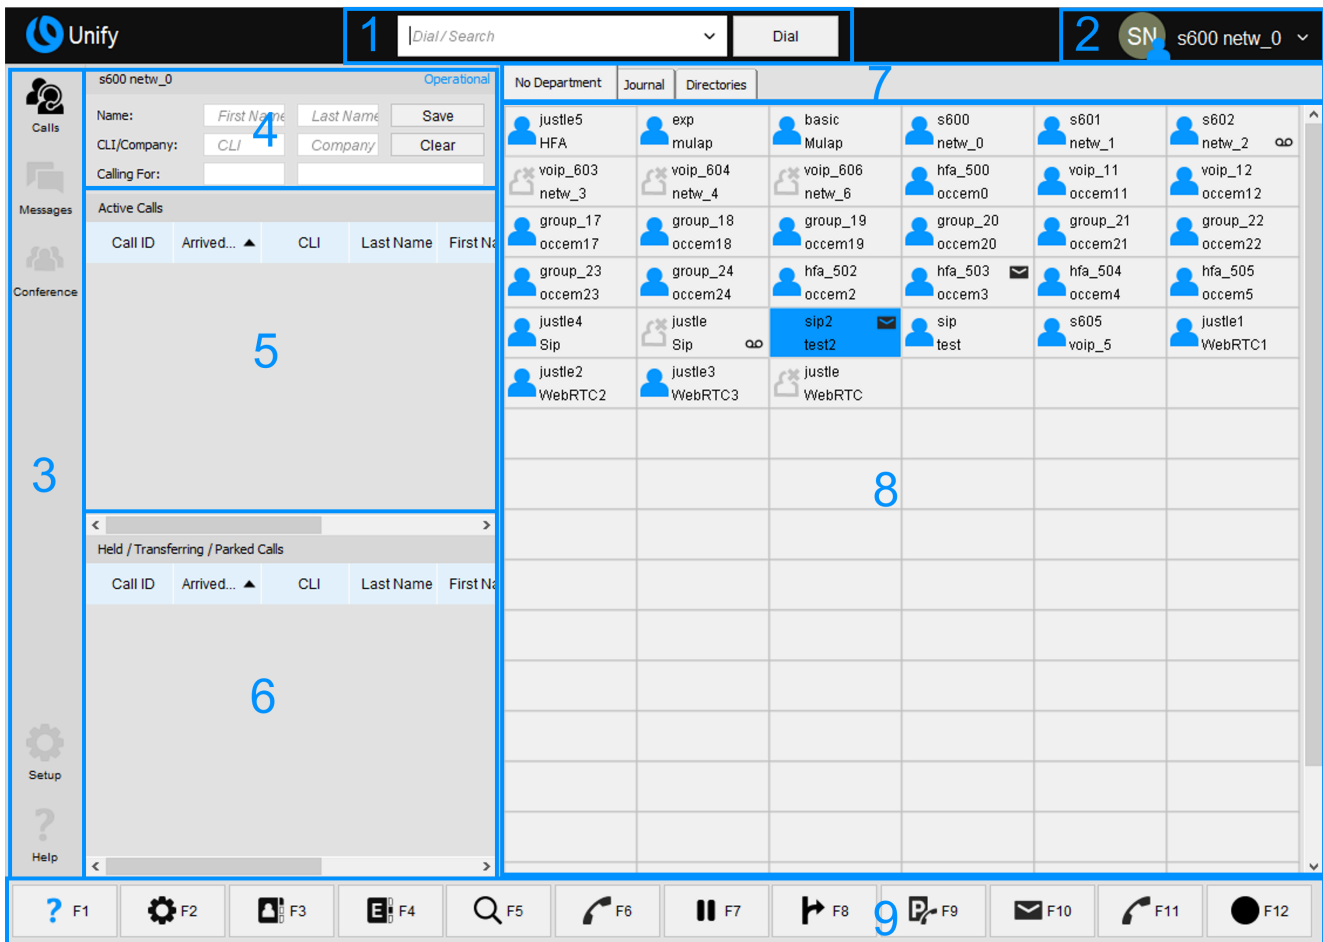 Unify
1
Dial / Search
Dial
2
SN
s600 netw_0
Calls
Messages
Conference
3
Setup
Help
s600 netw_0
Operational
Name:
First Name
Last Name
Save
4
CLI/Company:
CLI
Company
Clear
Calling For:
Active Calls
Call ID Arrived... CLI Last Name First Na
5
Held / Transferring / Parked Calls
Call ID Arrived... CLI Last Name First Na
6
No Department Journal Directories
7
justle5 exp basic s600 s601 s602
HFA mulap Mulap netw_0 netw_1 netw_2
voip_603 voip_604 voip_606 hfa_500 voip_11 voip_12
netw_3 netw_4 netw_6 occem0 occem11 occem12
group_17 group_18 group_19 group_20 group_21 group_22
occem17 occem18 occem19 occem20 occem21 occem22
group_23 group_24 hfa_502 hfa_503 hfa_504 hfa_505
occem23 occem24 occem2 occem3 occem4 occem5
justle4 justle sip2 sip s605 justle1
Sip Sip test2 test voip_5 WebRTC1
justle2 justle3 justle
WebRTC2 WebRTC3 WebRTC
8
? F1 F2 F3 E F4 F5 F6 F7 F8 9 P F9 F10 F11 F12